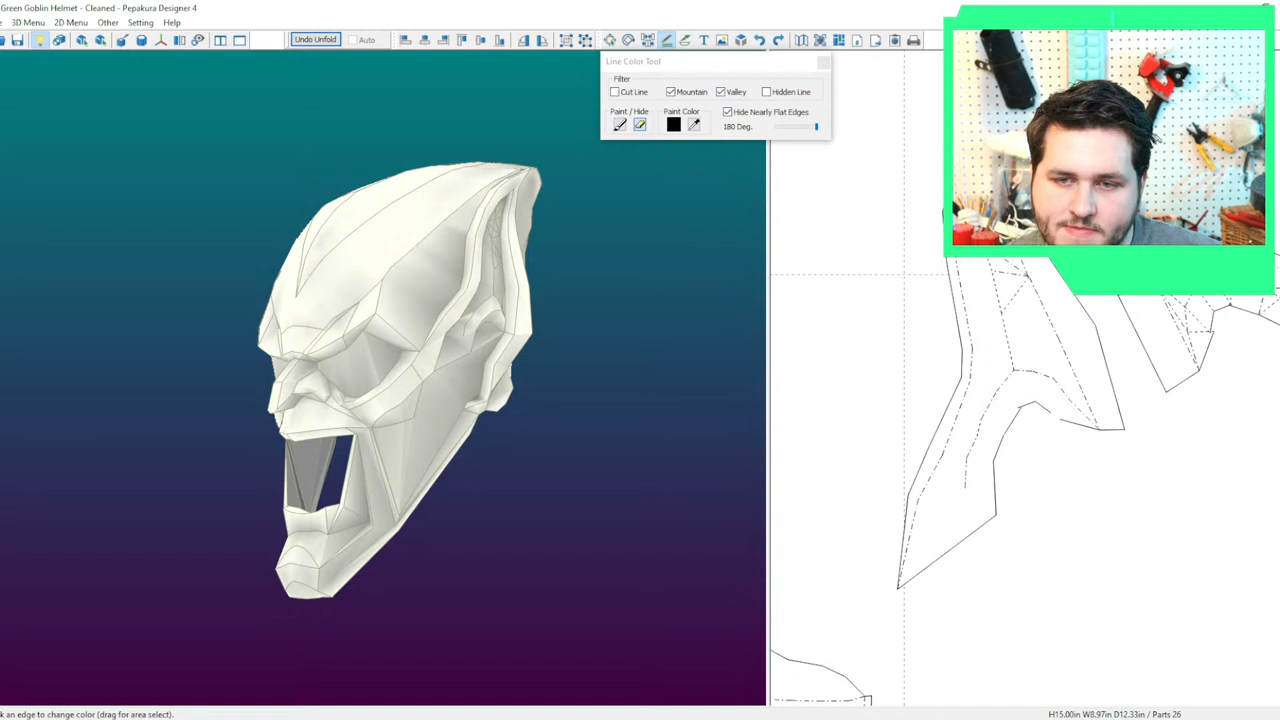 Green Goblin Helmet - Cleaned - Pepakura Designer 4
3D Menu 2D Menu Other Setting Help
Undo Unfold Auto
Line Color Tool
Filter
Cut Line Mountain Valley Hidden Line
Paint / Hide Paint Color Hide Nearly Flat Edges
180 Deg.
k an edge to change color (drag for area select). H15.00in W8.97in D12.33in / Parts 26